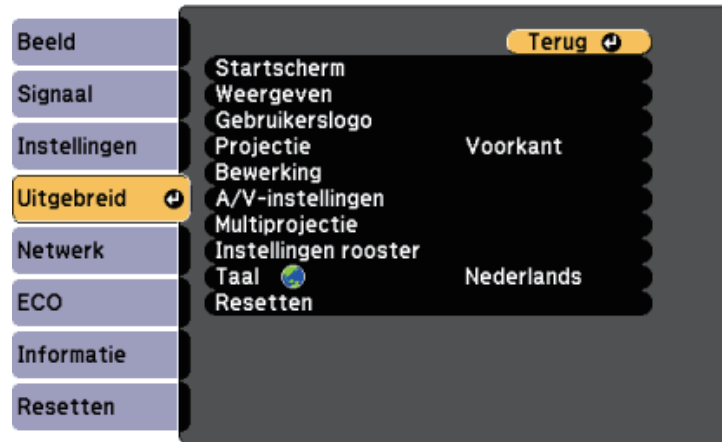 Beeld
Signaal
Instellingen
Uitgebreid
Netwerk
ECO
Informatie
Resetten
Terug
Startscherm
Weergeven
Gebruikerslogo
Projectie Voorkant
Bewerking
A/V-instellingen
Multiprojectie
Instellingen rooster
Taal Nederlands
Resetten